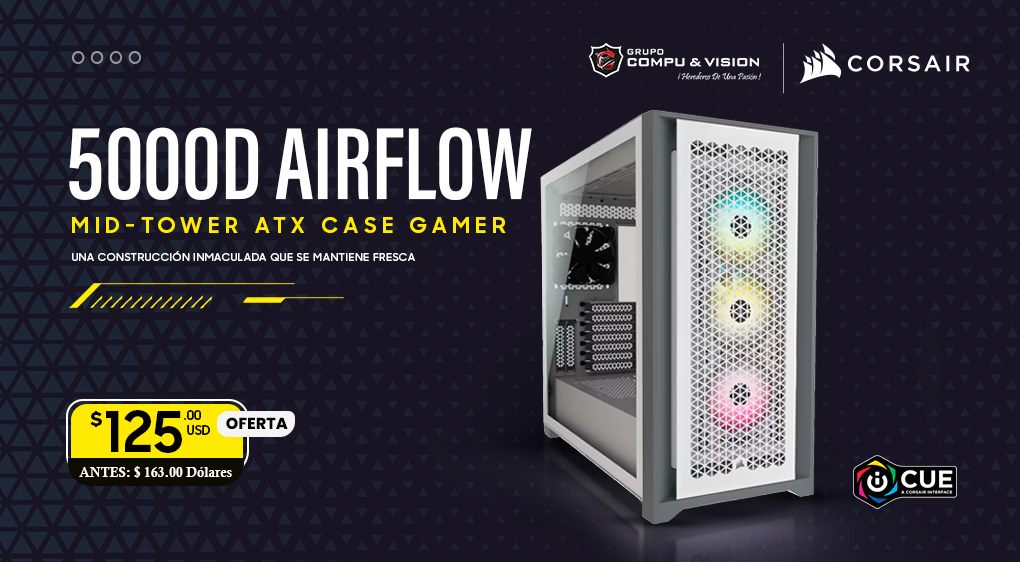 GRUPO
COMPU & VISION
¡Herederos De Una Pasión!
CORSAIR
5000D AIRFLOW
MID-TOWER ATX CASE GAMER
UNA CONSTRUCCIÓN INMACULADA QUE SE MANTIENE FRESCA
$125.00 USD
OFERTA
ANTES: $ 163.00 Dólares
iCUE
A CORSAIR INTERFACE